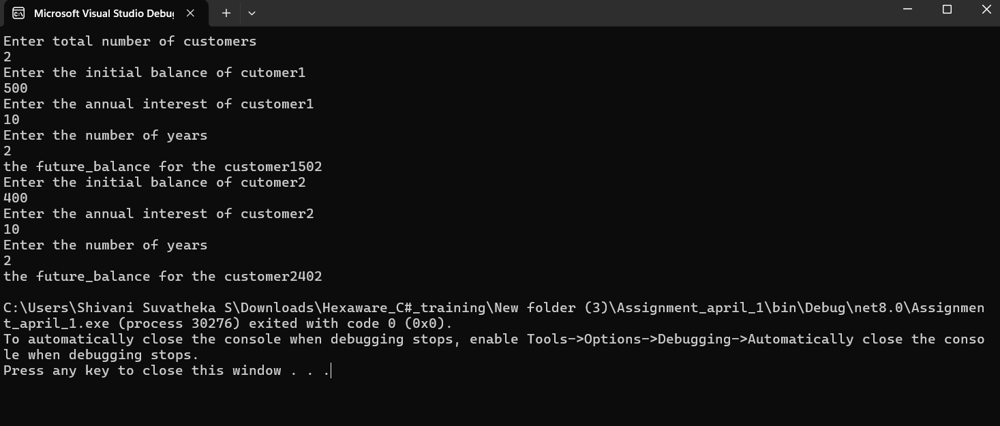 Microsoft Visual Studio Debu
Enter total number of customers
2
Enter the initial balance of cutomer1
500
Enter the annual interest of customer1
10
Enter the number of years
2
the future_balance for the customer1502
Enter the initial balance of cutomer2
400
Enter the annual interest of customer2
10
Enter the number of years
2
the future_balance for the customer2402
C:\Users\Shivani Suvatheka S\Downloads\Hexaware_C#_training\New folder (3)\Assignment_april_1\bin\Debug\net8.0\Assignmen
t_april_1.exe (process 30276) exited with code 0 (0x0).
To automatically close the console when debugging stops, enable Tools->Options->Debugging->Automatically close the conso
le when debugging stops.
Press any key to close this window . . .